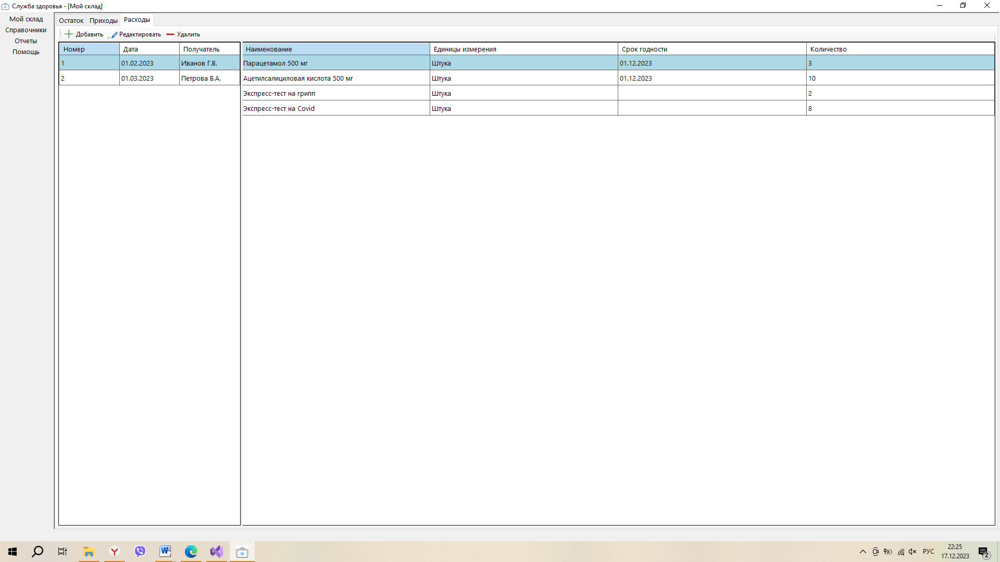 Служба здоровья - [Мой склад]
Мой склад
Справочники
Отчеты
Помощь
Остаток Приходы Расходы
Добавить Редактировать Удалить
Номер Дата Получатель
1 01.02.2023 Иванов Г.В.
2 01.03.2023 Петрова В.А.
Наименование Единицы измерения Срок годности Количество
Парацетамол 500 мг Штука 01.12.2023 3
Ацетилсалициловая кислота 500 мг Штука 01.12.2023 10
Экспресс-тест на грипп Штука 2
Экспресс-тест на Covid Штука 8
РУС
22:25
17.12.2023
2